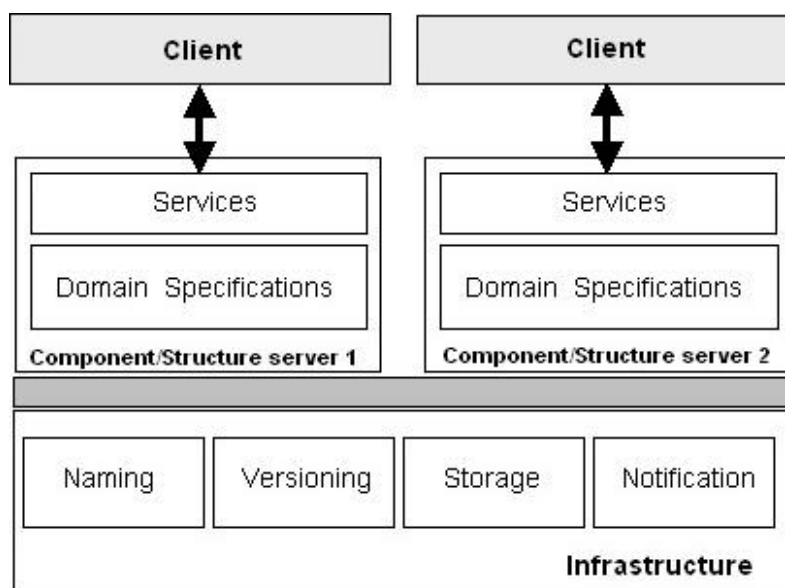 Client
Client
Services
Services
Domain Specifications
Domain Specifications
Component/Structure server 1
Component/Structure server 2
Naming
Versioning
Storage
Notification
Infrastructure